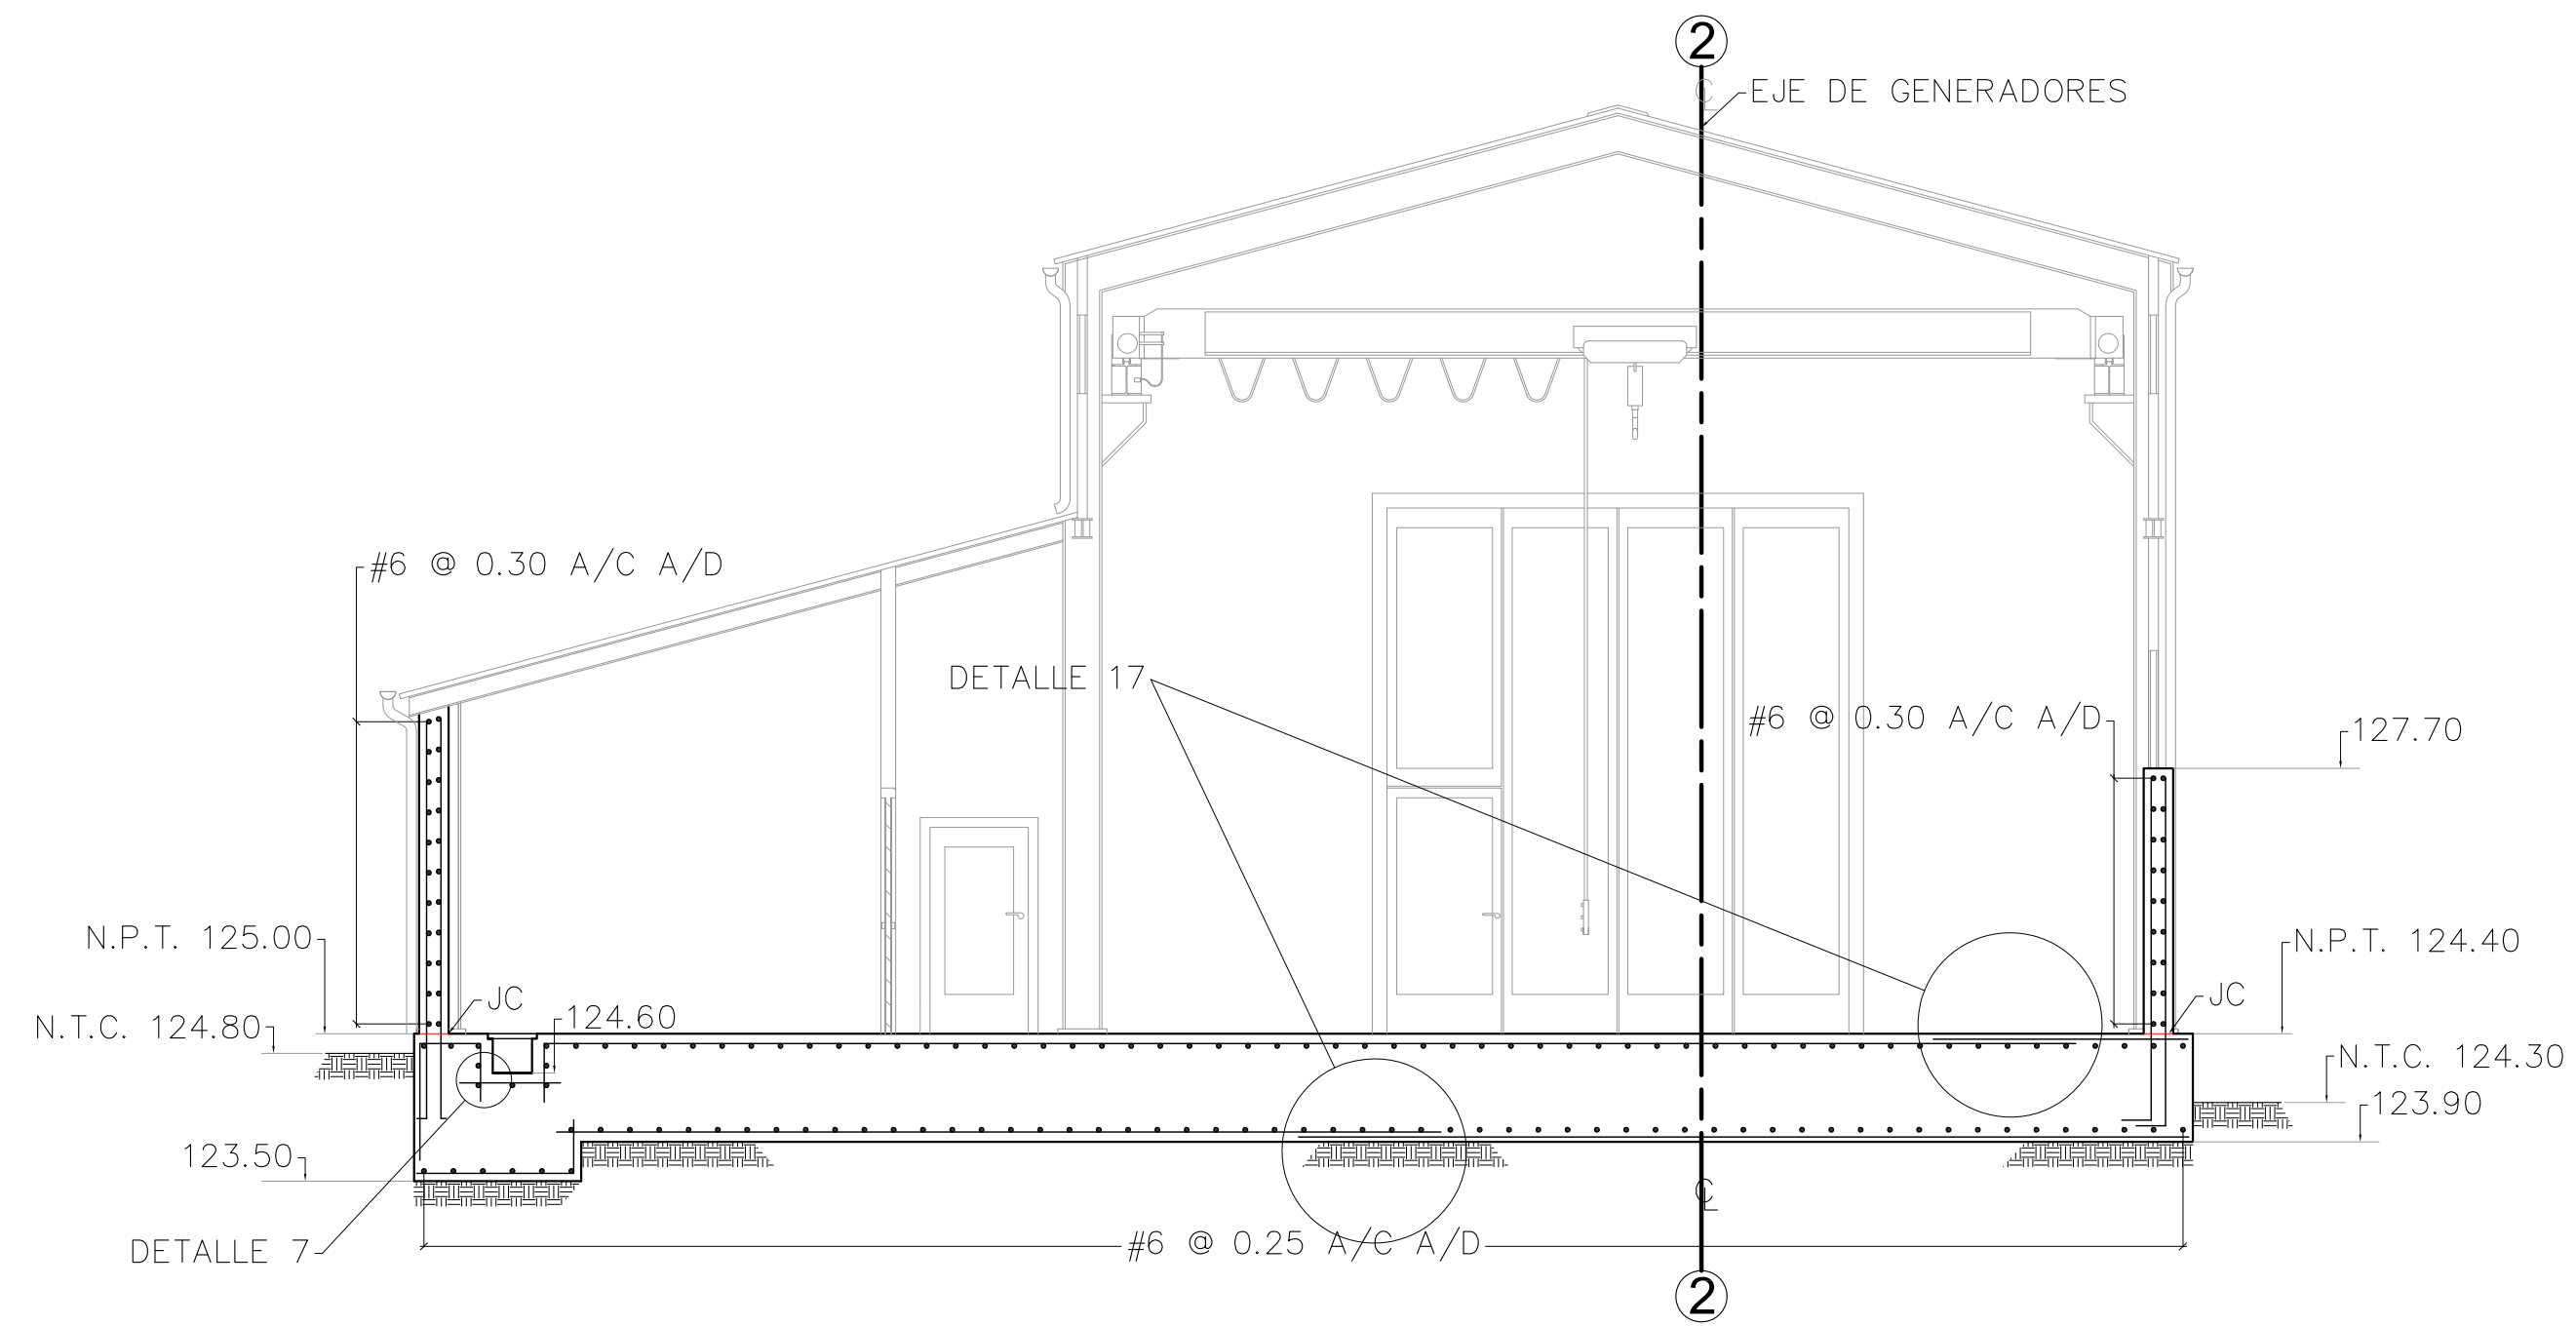 2
℄
EJE DE GENERADORES
#6 @ 0.30 A/C A/D
DETALLE 17
#6 @ 0.30 A/C A/D
127.70
N.P.T. 125.00
N.P.T. 124.40
JC
JC
N.T.C. 124.80
124.60
N.T.C. 124.30
123.90
123.50
℄
DETALLE 7
#6 @ 0.25 A/C A/D
2